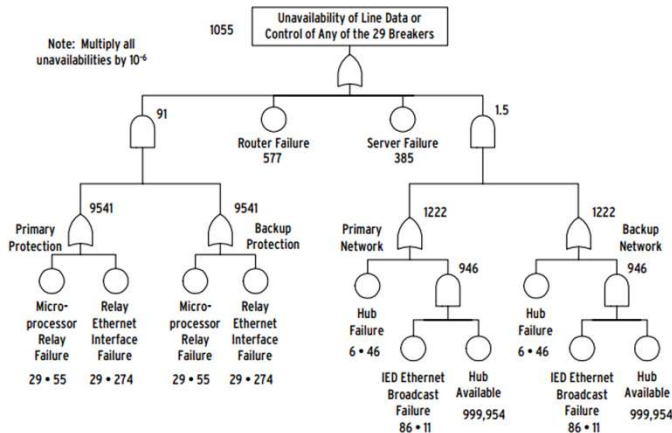 Unavailability of Line Data or
Control of Any of the 29 Breakers
1055
Note: Multiply all
unavailabilities by 10-6
91
1.5
Router Failure
577
Server Failure
385
9541
9541
1222
1222
Primary
Protection
Backup
Protection
Primary
Network
Backup
Network
946
946
Micro-
processor
Relay
Failure
29 • 55
Relay
Ethernet
Interface
Failure
29 • 274
Micro-
processor
Relay
Failure
29 • 55
Relay
Ethernet
Interface
Failure
29 • 274
Hub
Failure
6 • 46
IED Ethernet
Broadcast
Failure
86 • 11
Hub
Available
999,954
Hub
Failure
6 • 46
IED Ethernet
Broadcast
Failure
86 • 11
Hub
Available
999,954